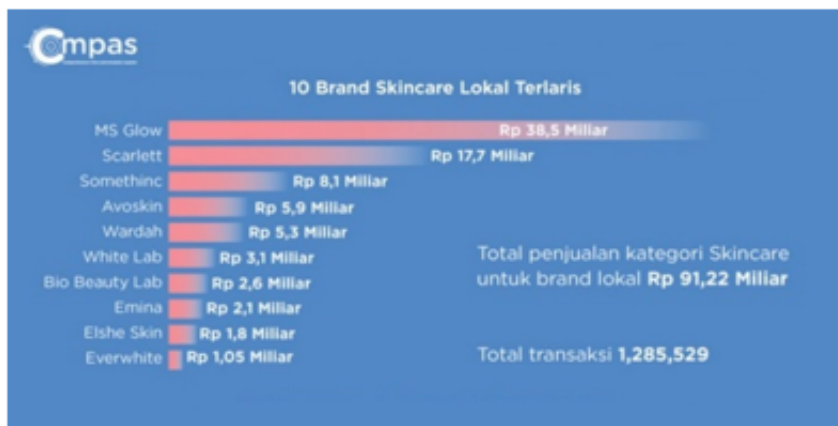 Compas
10 Brand Skincare Lokal Terlaris
MS Glow Rp 38,5 Miliar
Scarlett Rp 17,7 Miliar
Somethinc Rp 8,1 Miliar
Avoskin Rp 5,9 Miliar
Wardah Rp 5,3 Miliar
White Lab Rp 3,1 Miliar
Bio Beauty Lab Rp 2,6 Miliar
Emina Rp 2,1 Miliar
Elshe Skin Rp 1,8 Miliar
Everwhite Rp 1,05 Miliar
Total penjualan kategori Skincare
untuk brand lokal Rp 91,22 Miliar
Total transaksi 1,285,529